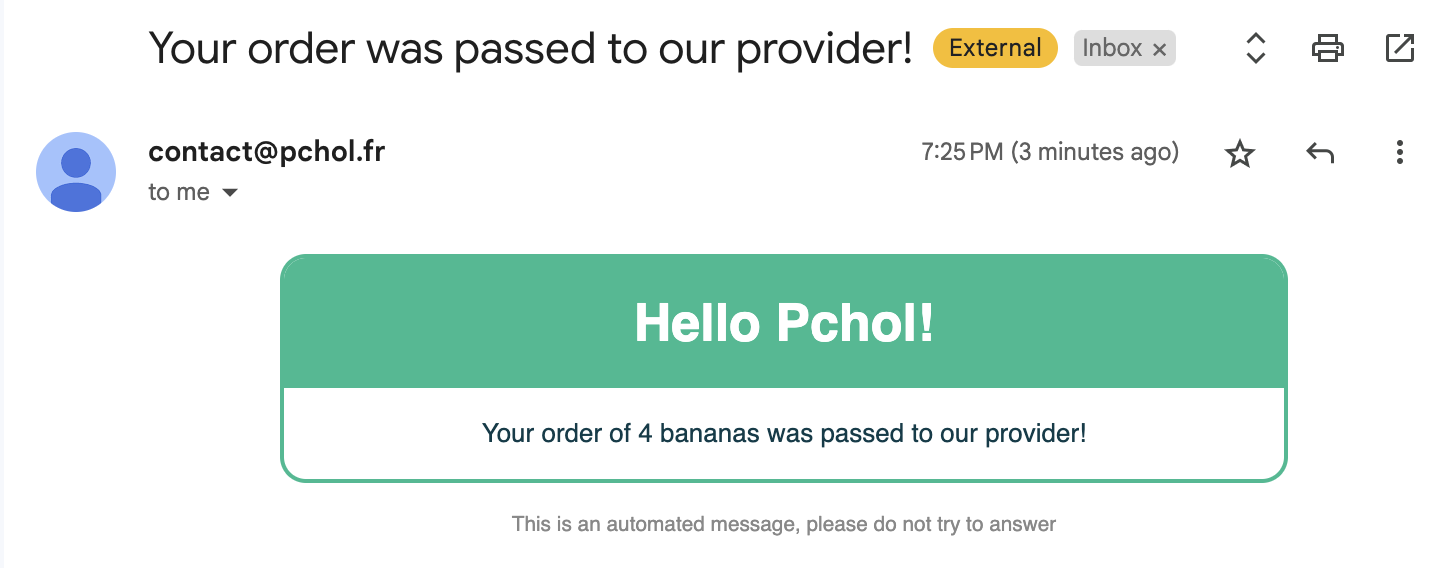 Your order was passed to our provider! External Inbox ×
contact@pchol.fr 7:25 PM (3 minutes ago)
to me
Hello Pchol!
Your order of 4 bananas was passed to our provider!
This is an automated message, please do not try to answer